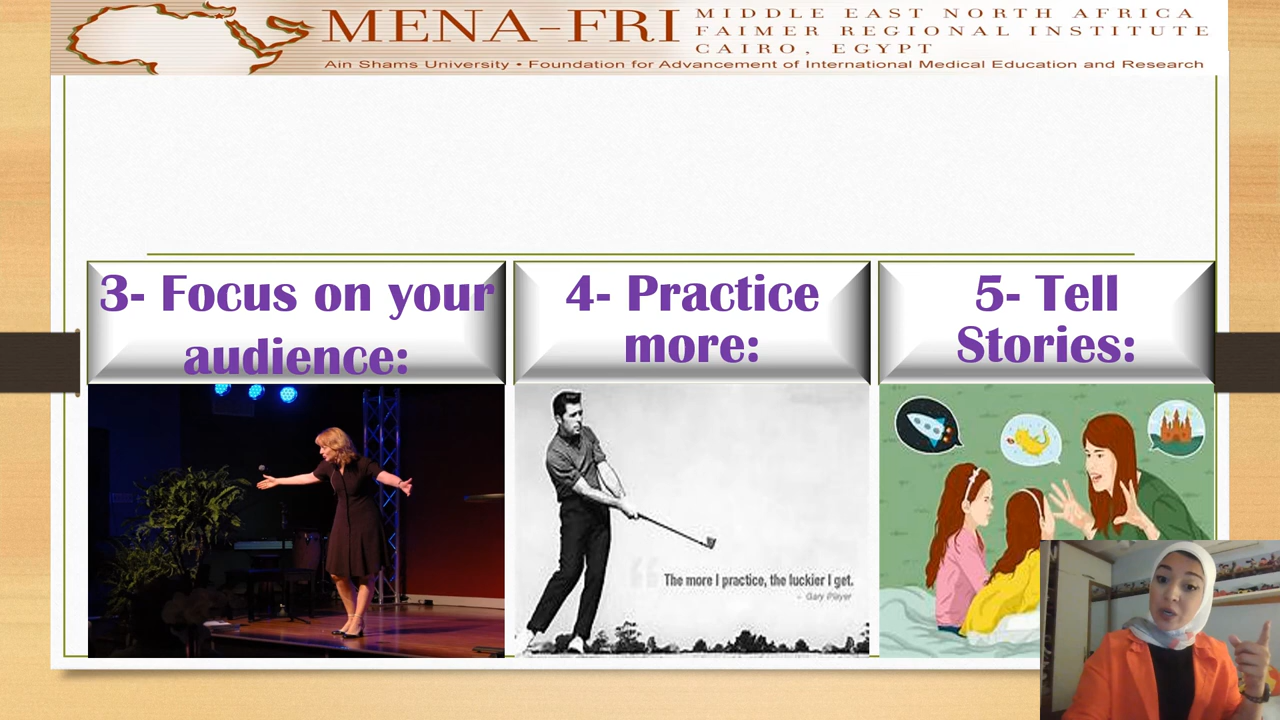 MENA-FRI
MIDDLE EAST NORTH AFRICA
FAIMER REGIONAL INSTITUTE
CAIRO, EGYPT
Ain Shams University • Foundation for Advancement of International Medical Education and Research
3- Focus on your
audience:
4- Practice
more:
5- Tell
Stories:
The more I practice, the luckier I get.
- Gary Player